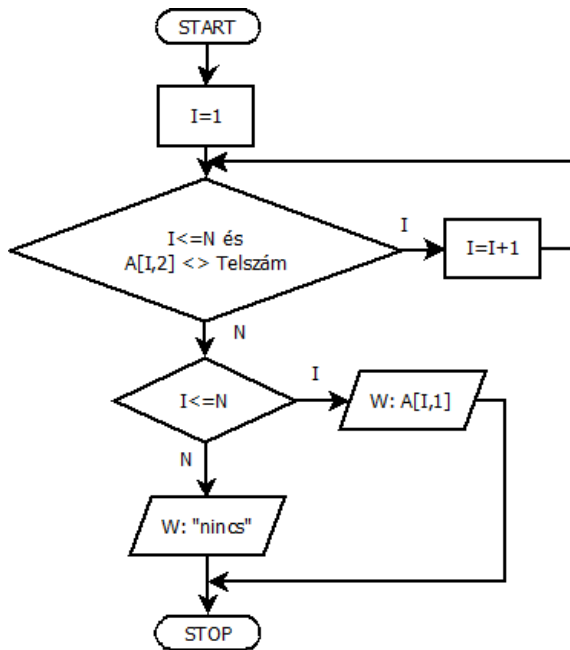 START
I=1
I<=N és
A[I,2] <> Telszám
I
I=I+1
N
I<=N
I
W: A[I,1]
N
W: "nincs"
STOP